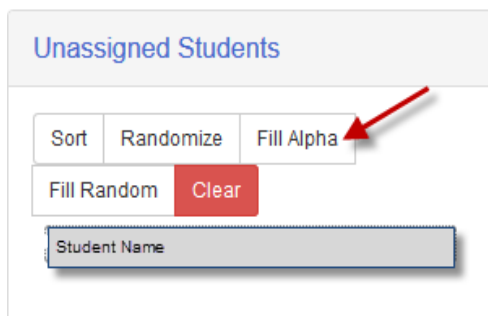 Unassigned Students
Sort Randomize Fill Alpha
Fill Random Clear
Student Name